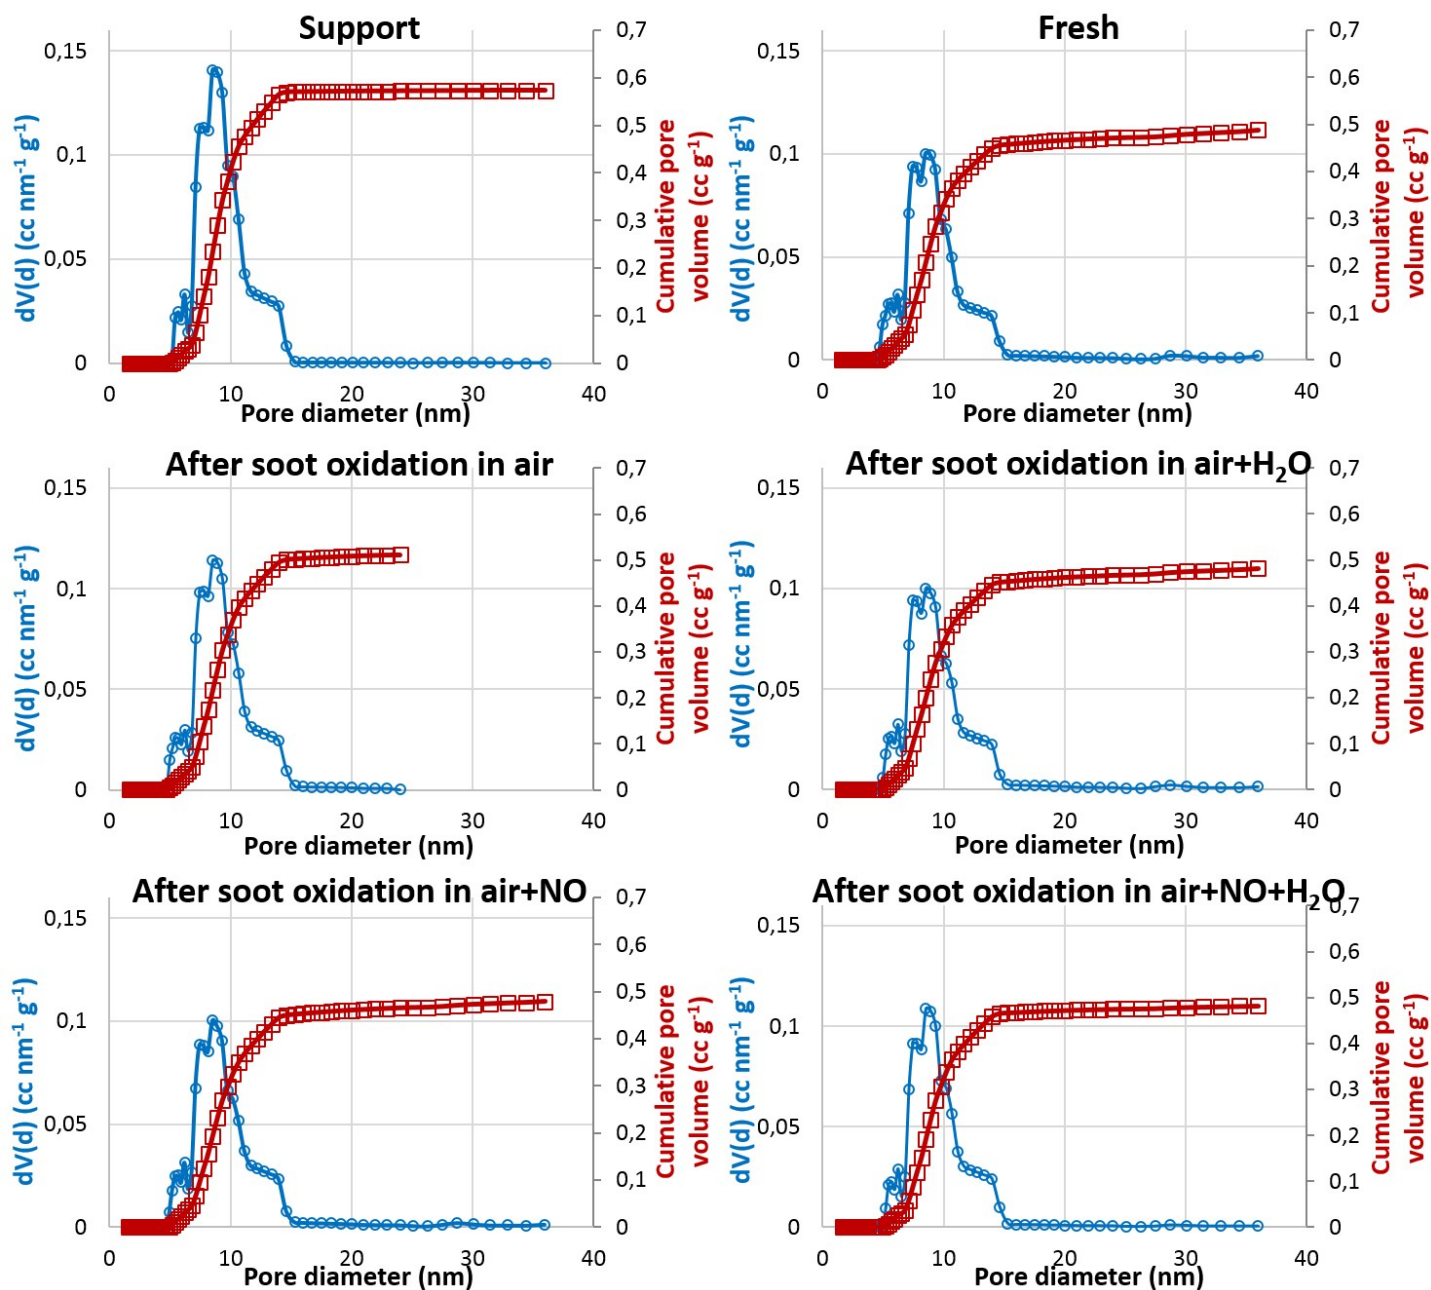 Support
0,15
0,1
0,05
0
0,7
0,6
0,5
0,4
0,3
0,2
0,1
0
0 10 20 30 40
dV(d) (cc nm⁻¹ g⁻¹)
Cumulative pore
volume (cc g⁻¹)
Pore diameter (nm)
Fresh
0,15
0,1
0,05
0
0,7
0,6
0,5
0,4
0,3
0,2
0,1
0
0 10 20 30 40
dV(d) (cc nm⁻¹ g⁻¹)
Cumulative pore
volume (cc g⁻¹)
Pore diameter (nm)
After soot oxidation in air
0,15
0,1
0,05
0
0,7
0,6
0,5
0,4
0,3
0,2
0,1
0
0 10 20 30 40
dV(d) (cc nm⁻¹ g⁻¹)
Cumulative pore
volume (cc g⁻¹)
Pore diameter (nm)
After soot oxidation in air+H₂O
0,15
0,1
0,05
0
0,7
0,6
0,5
0,4
0,3
0,2
0,1
0
0 10 20 30 40
dV(d) (cc nm⁻¹ g⁻¹)
Cumulative pore
volume (cc g⁻¹)
Pore diameter (nm)
After soot oxidation in air+NO
0,15
0,1
0,05
0
0,7
0,6
0,5
0,4
0,3
0,2
0,1
0
0 10 20 30 40
dV(d) (cc nm⁻¹ g⁻¹)
Cumulative pore
volume (cc g⁻¹)
Pore diameter (nm)
After soot oxidation in air+NO+H₂O
0,15
0,1
0,05
0
0,7
0,6
0,5
0,4
0,3
0,2
0,1
0
0 10 20 30 40
dV(d) (cc nm⁻¹ g⁻¹)
Cumulative pore
volume (cc g⁻¹)
Pore diameter (nm)